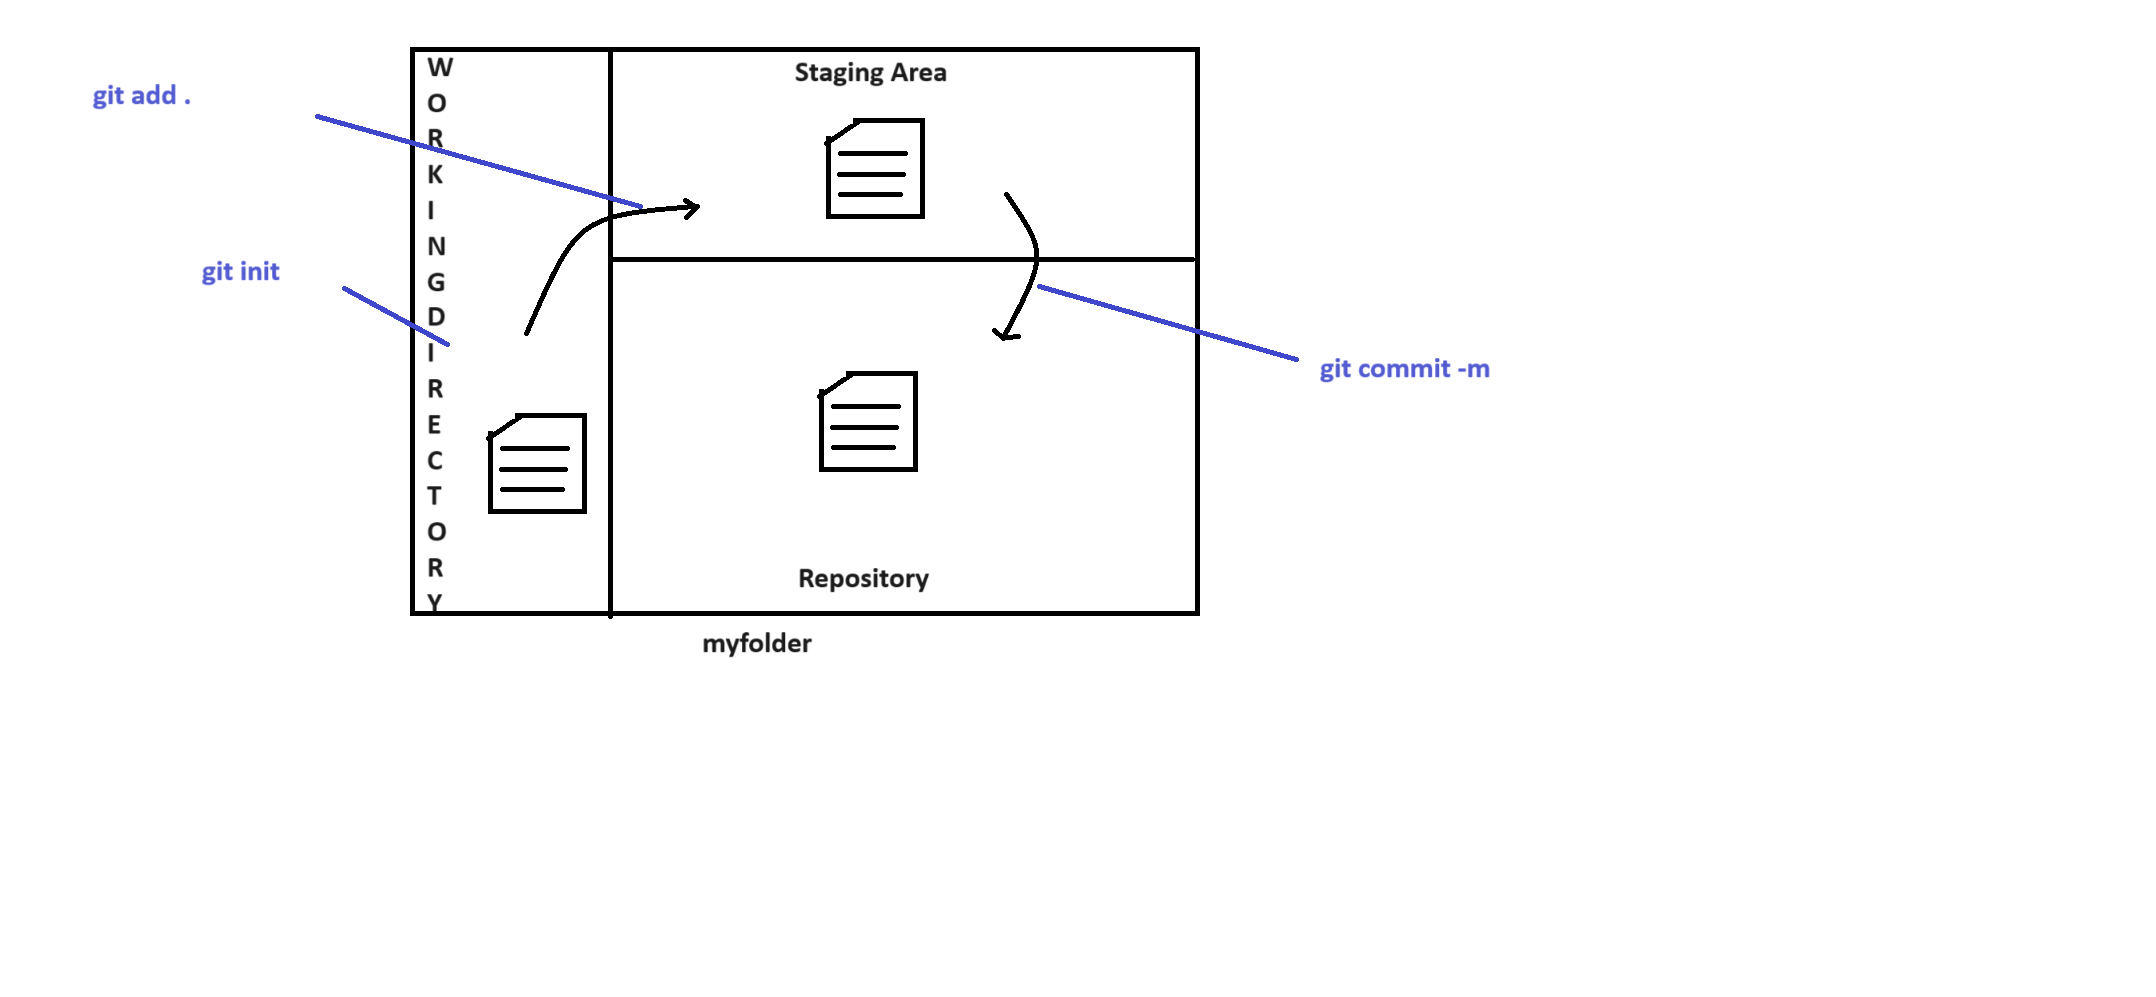 git add .
git init
W
O
R
K
I
N
G
D
I
R
E
C
T
O
R
Y
Staging Area
git commit -m
Repository
myfolder